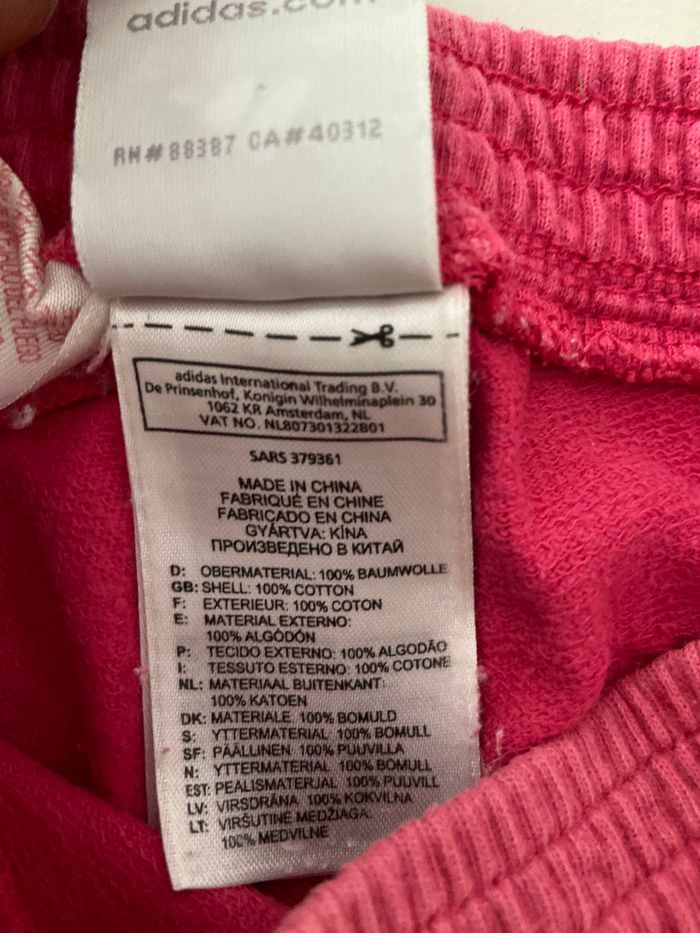 adidas.com
RN#88387 CA#40312
adidas International Trading B.V.
De Prinsenhof, Konigin Wilhelminaplein 30
1062 KR Amsterdam, NL
VAT NO. NL807301322B01
SARS 379361
MADE IN CHINA
FABRIQUÉ EN CHINE
FABRICADO EN CHINA
GYÁRTVA: KÍNA
ПРОИЗВЕДЕНО В КИТАЙ
D: OBERMATERIAL: 100% BAUMWOLLE
GB: SHELL: 100% COTTON
F: EXTERIEUR: 100% COTON
E: MATERIAL EXTERNO:
100% ALGÓDÓN
P: TECIDO EXTERNO: 100% ALGODÃO
I: TESSUTO ESTERNO: 100% COTONE
NL: MATERIAAL BUITENKANT:
100% KATOEN
DK: MATERIALE: 100% BOMULD
S: YTTERMATERIAL: 100% BOMULL
SF: PÄÄLLINEN: 100% PUUVILLA
N: YTTERMATERIAL: 100% BOMULL
EST: PEALISMATERJAL: 100% PUUVILL
LV: VIRSDRĀNA: 100% KOKVILNA
LT: VIRŠUTINĖ MEDŽIAGA:
100% MEDVILNĖ